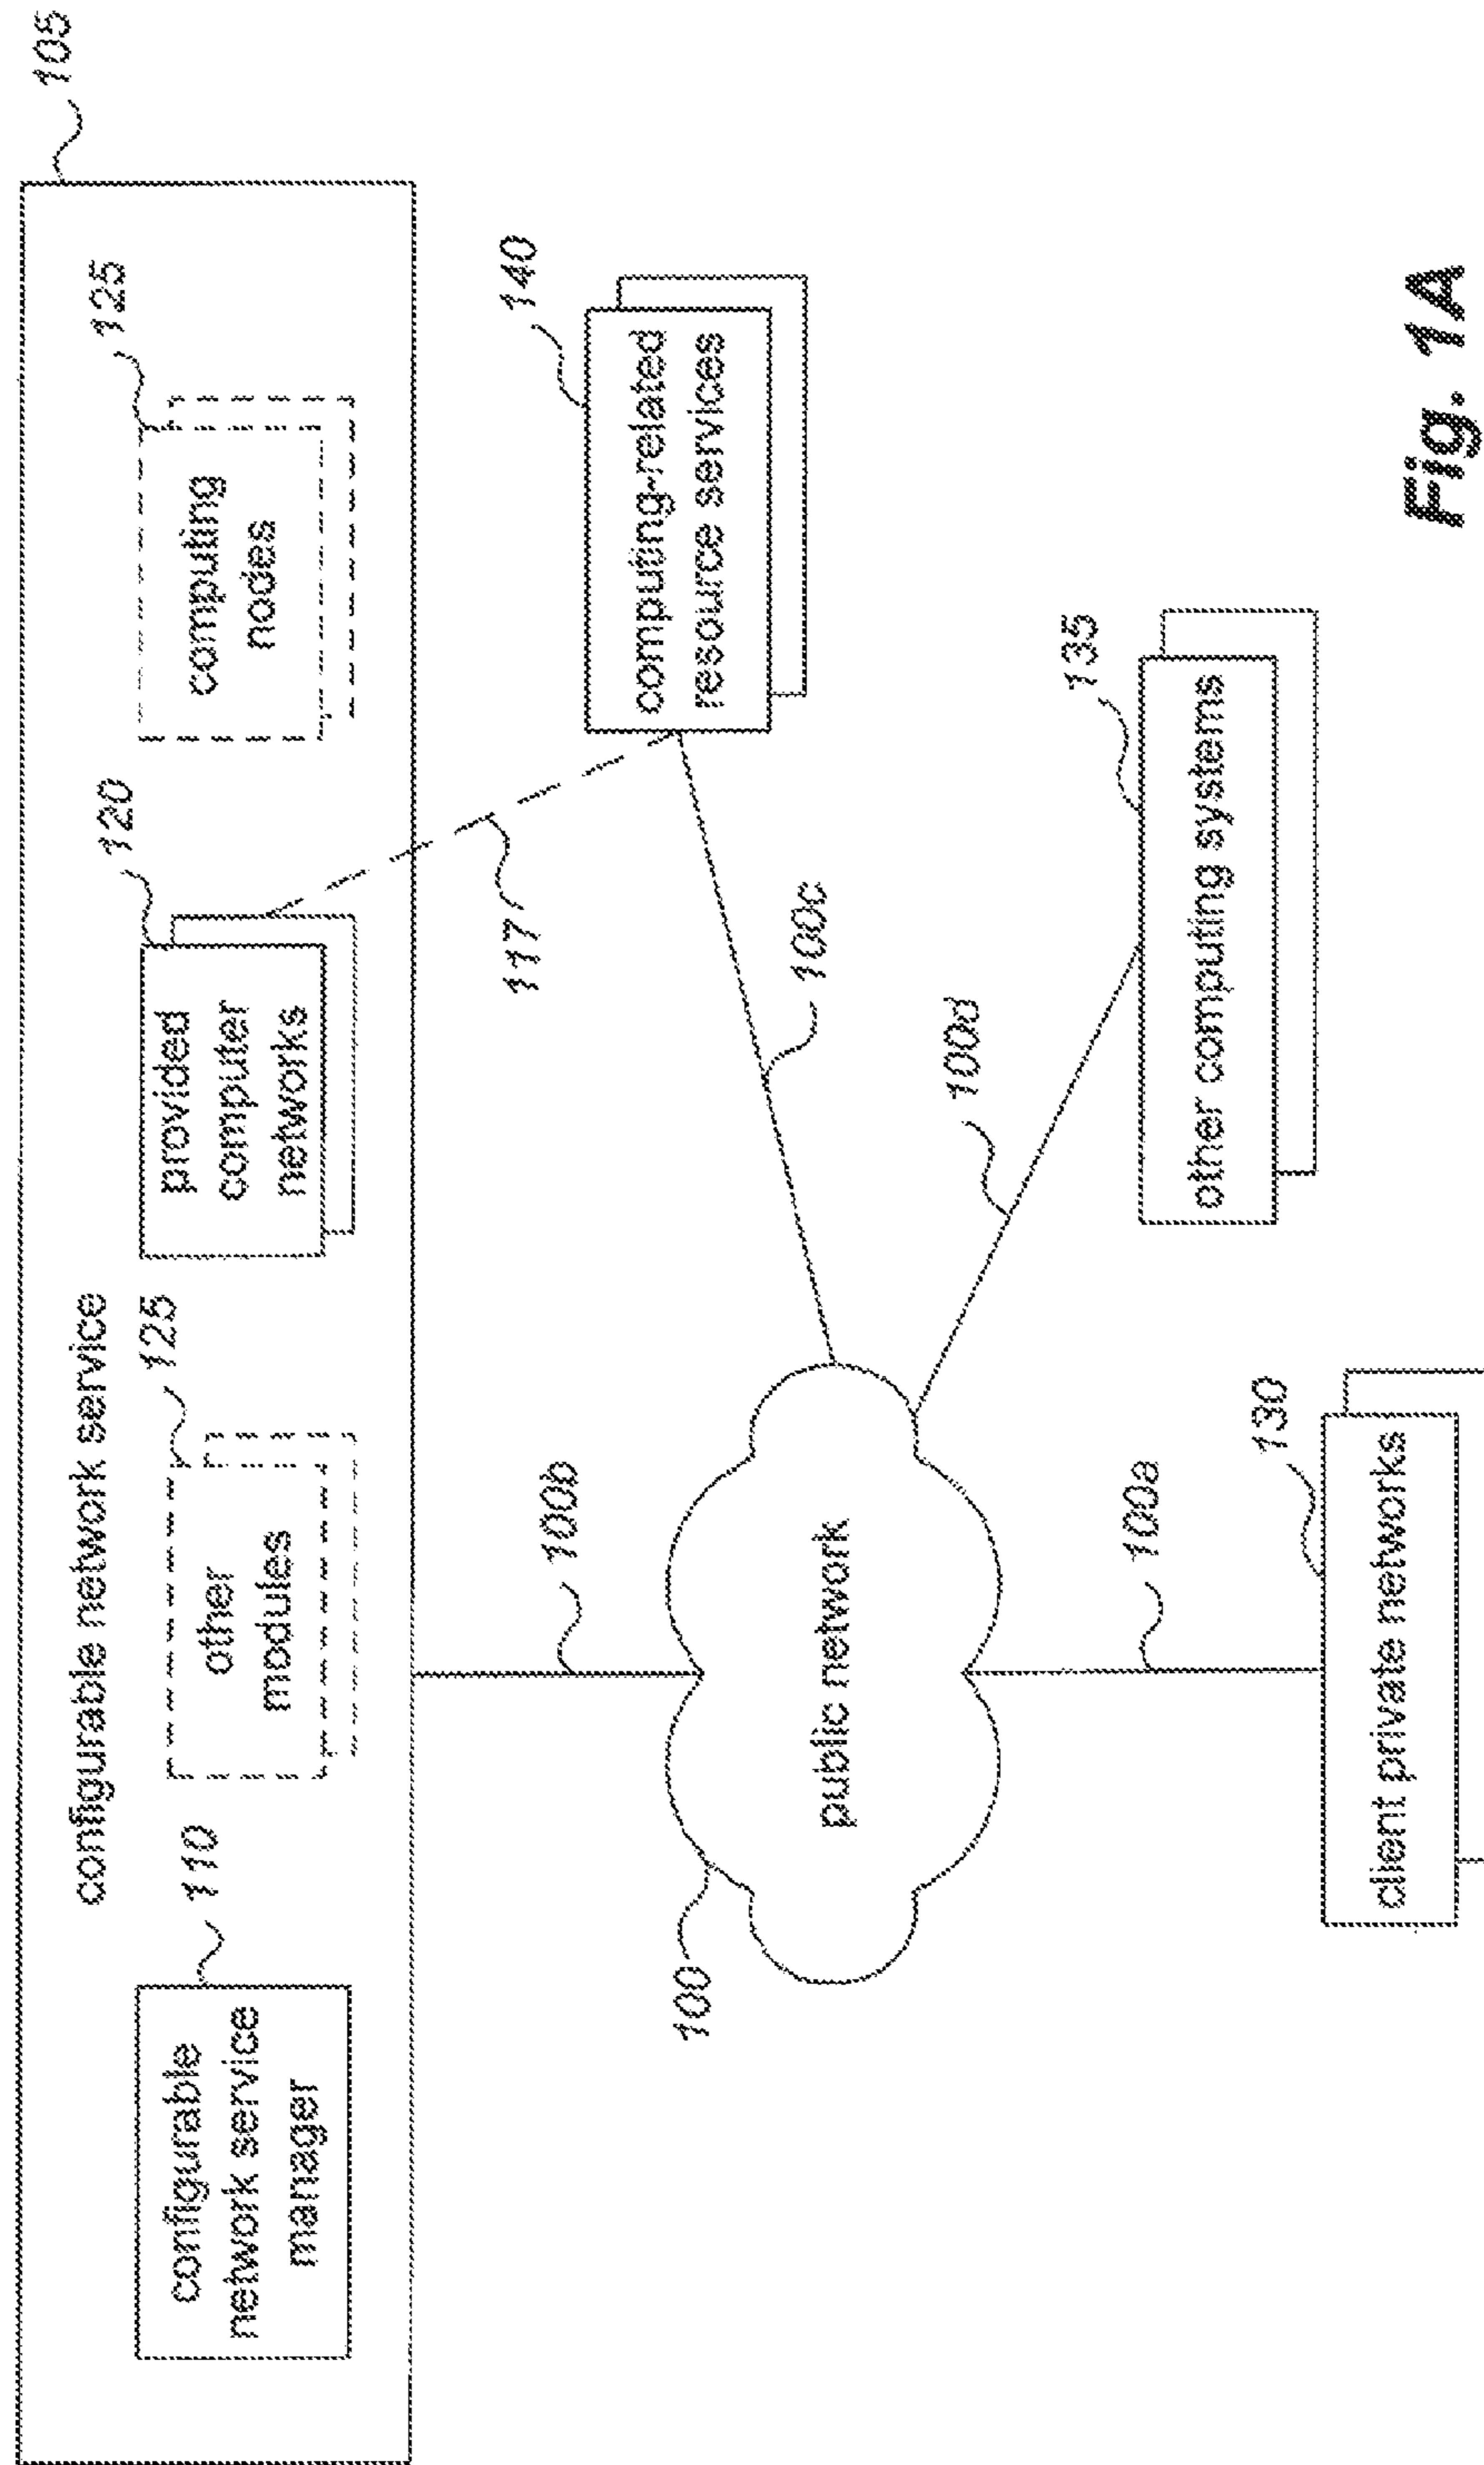 105
configurable network service
110
125
120
125
configurable
network service
manager
other
modules
provided
computer
networks
computing
nodes
117
140
computing-related
resource services
100b
100c
100
public network
100d
135
other computing systems
100a
130
client private networks
Fig. 1A